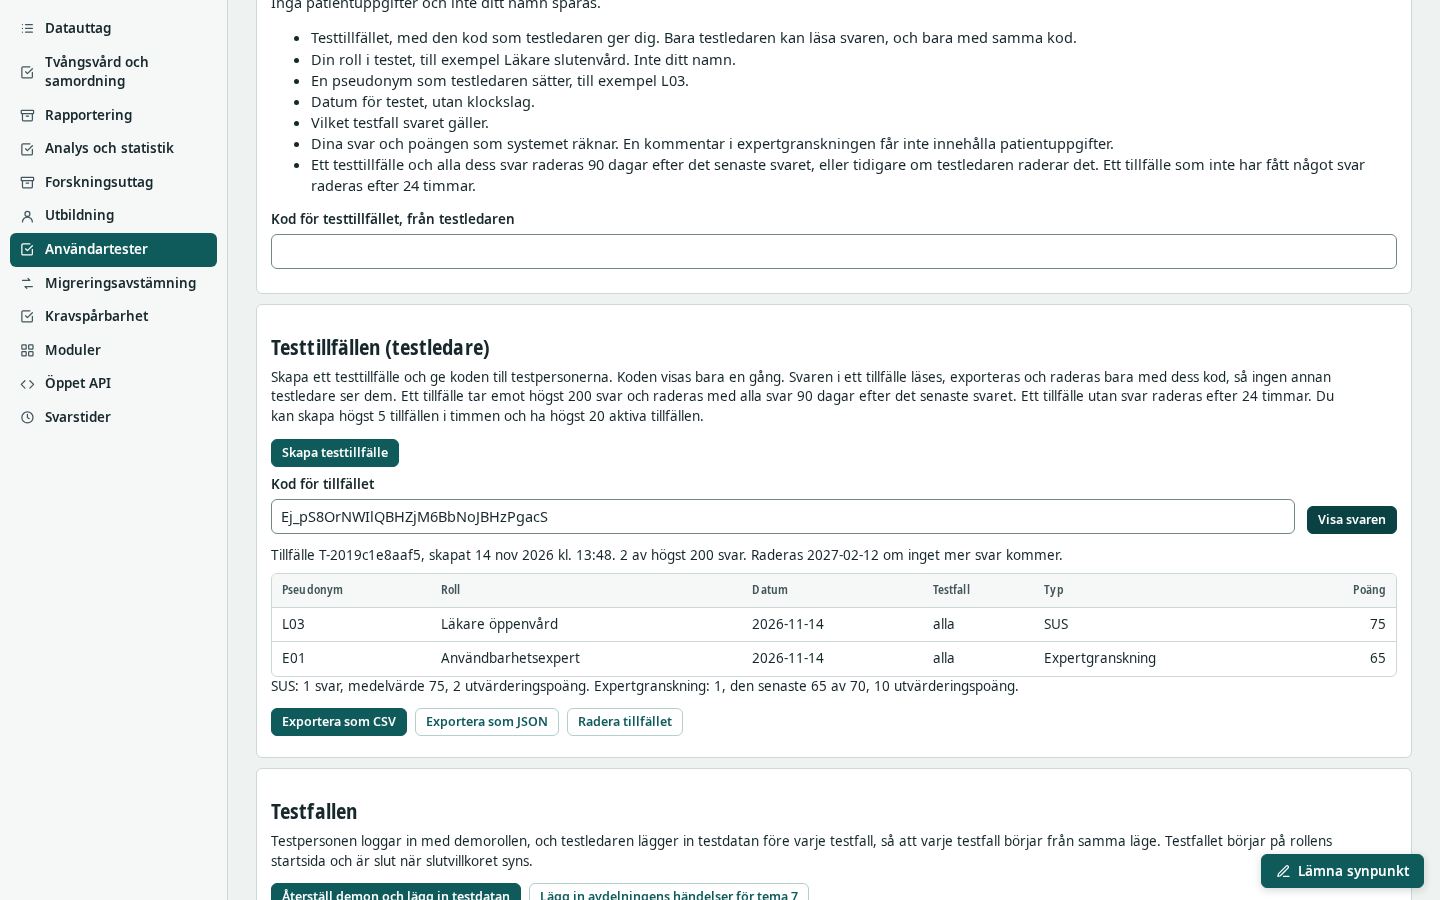 Datauttag
Tvångsvård och
samordning
Rapportering
Analys och statistik
Forskningsuttag
Utbildning
Användartester
Migreringsavstämning
Kravspårbarhet
Moduler
Öppet API
Svarstider
Inga patientuppgifter och inte ditt namn sparas.
Testtillfället, med den kod som testledaren ger dig. Bara testledaren kan läsa svaren, och bara med samma kod.
Din roll i testet, till exempel Läkare slutenvård. Inte ditt namn.
En pseudonym som testledaren sätter, till exempel L03.
Datum för testet, utan klockslag.
Vilket testfall svaret gäller.
Dina svar och poängen som systemet räknar. En kommentar i expertgranskningen får inte innehålla patientuppgifter.
Ett testtillfälle och alla dess svar raderas 90 dagar efter det senaste svaret, eller tidigare om testledaren raderar det. Ett tillfälle som inte har fått något svar
raderas efter 24 timmar.
Kod för testtillfället, från testledaren
Testtillfällen (testledare)
Skapa ett testtillfälle och ge koden till testpersonerna. Koden visas bara en gång. Svaren i ett tillfälle läses, exporteras och raderas bara med dess kod, så ingen annan
testledare ser dem. Ett tillfälle tar emot högst 200 svar och raderas med alla svar 90 dagar efter det senaste svaret. Ett tillfälle utan svar raderas efter 24 timmar. Du
kan skapa högst 5 tillfällen i timmen och ha högst 20 aktiva tillfällen.
Skapa testtillfälle
Kod för tillfället
Ej_pS8OrNWIlQBHZjM6BbNoJBHzPgacS
Visa svaren
Tillfälle T-2019c1e8aaf5, skapat 14 nov 2026 kl. 13:48. 2 av högst 200 svar. Raderas 2027-02-12 om inget mer svar kommer.
Pseudonym Roll Datum Testfall Typ Poäng
L03 Läkare öppenvård 2026-11-14 alla SUS 75
E01 Användbarhetsexpert 2026-11-14 alla Expertgranskning 65
SUS: 1 svar, medelvärde 75, 2 utvärderingspoäng. Expertgranskning: 1, den senaste 65 av 70, 10 utvärderingspoäng.
Exportera som CSV Exportera som JSON Radera tillfället
Testfallen
Testpersonen loggar in med demorollen, och testledaren lägger in testdatan före varje testfall, så att varje testfall börjar från samma läge. Testfallet börjar på rollens
startsida och är slut när slutvillkoret syns.
Återställ demon och lägg in testdatan Lägg in avdelningens händelser för tema 7
Lämna synpunkt